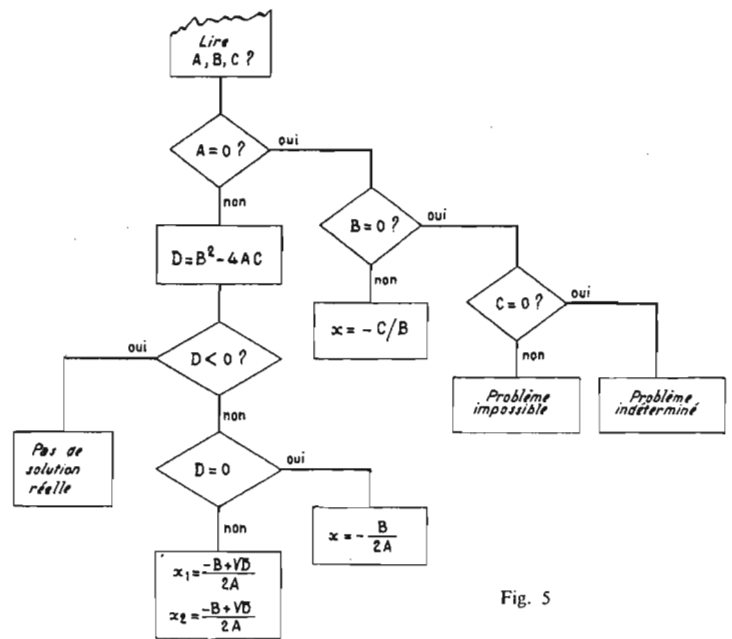 Lire
A, B, C ?
A = 0 ?
oui
non
B = 0 ?
oui
D = B² - 4AC
non
C = 0 ?
oui
x = - C/B
non
D < 0 ?
oui
non
Problème
impossible
Problème
indéterminé
Pas de
solution
réelle
D = 0
oui
non
x = - B/2A
x₁ = -B+√D/2A
x₂ = -B+√D/2A
Fig. 5